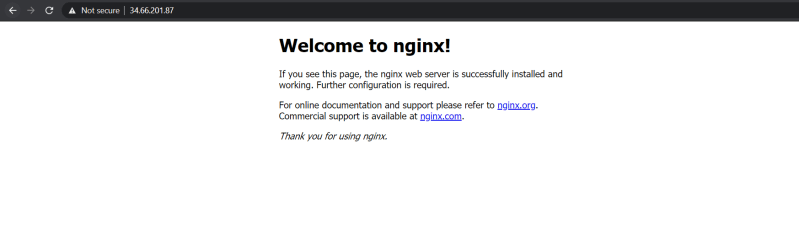 Not secure | 34.66.201.87
Welcome to nginx!
If you see this page, the nginx web server is successfully installed and
working. Further configuration is required.
For online documentation and support please refer to nginx.org.
Commercial support is available at nginx.com.
Thank you for using nginx.